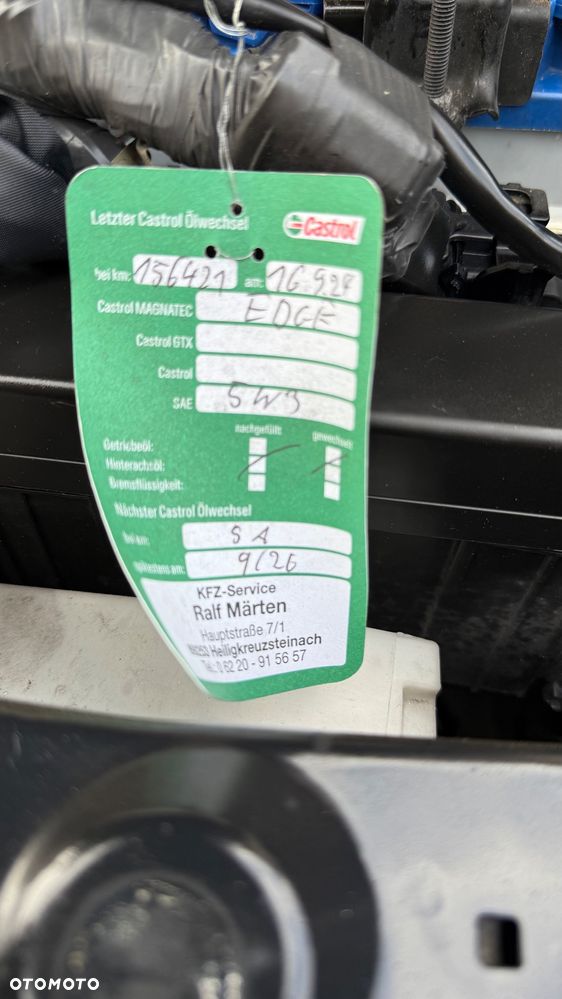 Letzter Castrol Ölwechsel Castrol
bei km: 156421 am: 16.9.24
Castrol MAGNATEC EDGE
Castrol GTX
Castrol
SAE 5W3
nachgefüllt gewechselt
Getriebeöl:
Hinterachsöl:
Bremsflüssigkeit:
Nächster Castrol Ölwechsel
bei km: SA
spätestens am: 9/26
KFZ-Service
Ralf Märten
Hauptstraße 7/1
Heiligkreuzsteinach
Tel.: 0 62 20 - 91 56 57
OTOMOTO